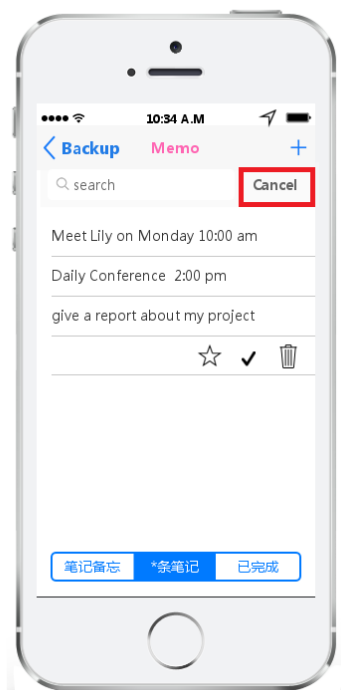 10:34 A.M
Backup Memo +
search Cancel
Meet Lily on Monday 10:00 am
Daily Conference 2:00 pm
give a report about my project
笔记备忘 *条笔记 已完成